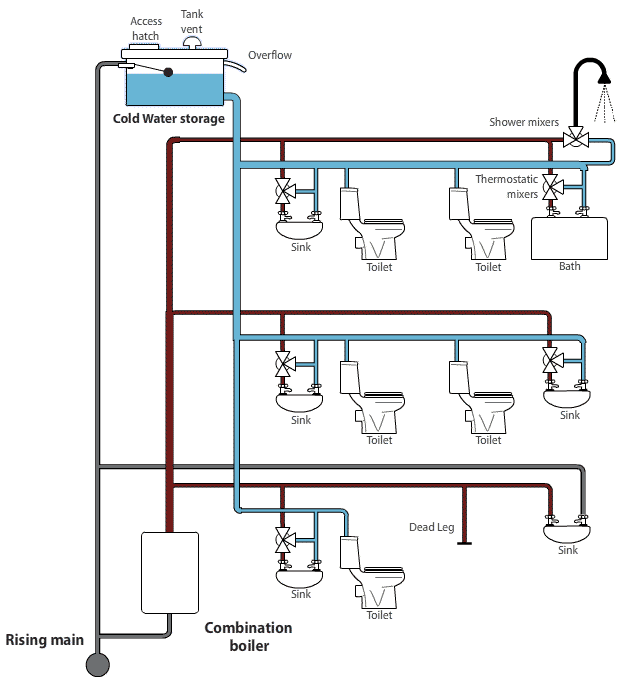 Access
hatch
Tank
vent
Overflow
Cold Water storage
Shower mixers
Thermostatic
mixers
Sink
Toilet
Toilet
Bath
Sink
Toilet
Toilet
Sink
Dead Leg
Sink
Sink
Toilet
Combination
boiler
Rising main